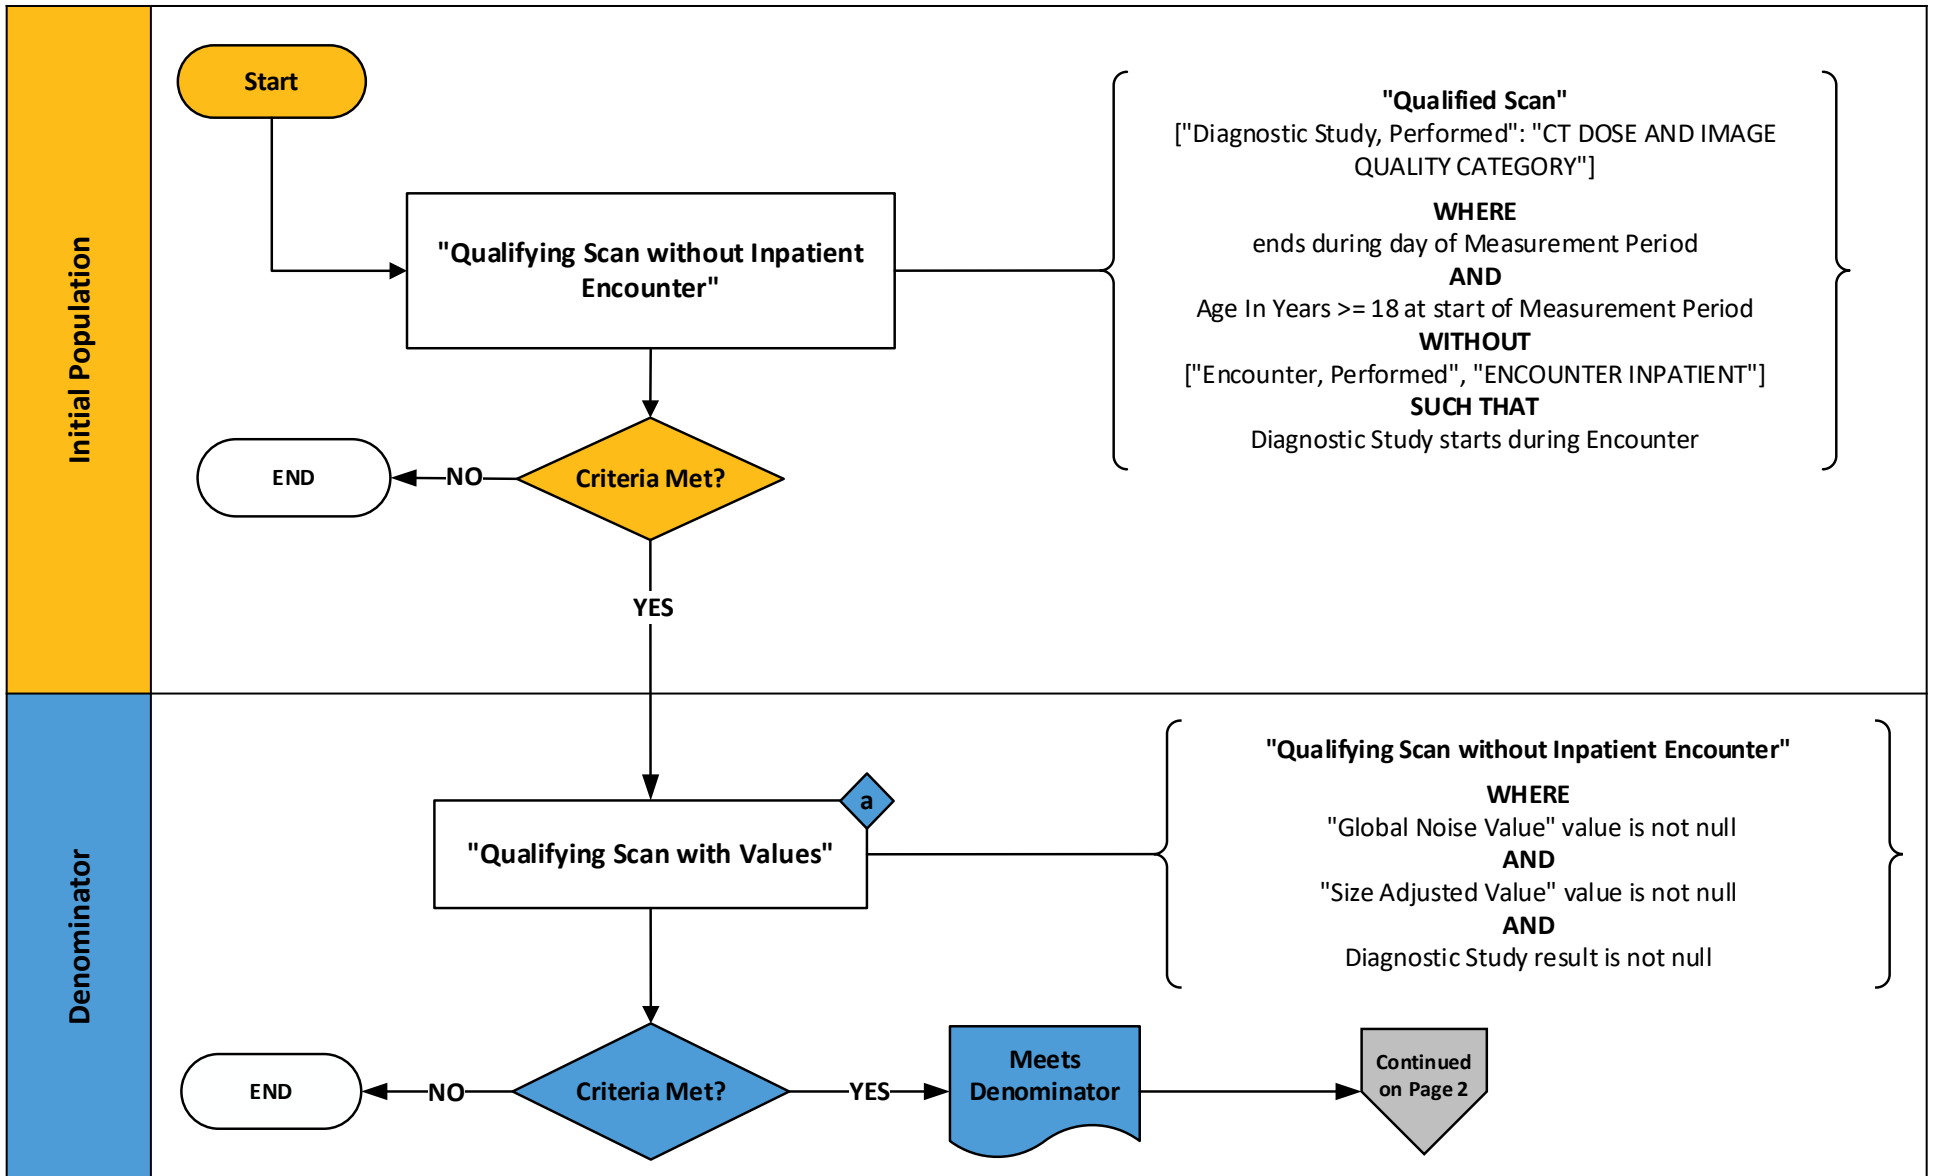 Initial Population
Start
"Qualifying Scan without Inpatient
Encounter"
"Qualified Scan"
["Diagnostic Study, Performed": "CT DOSE AND IMAGE
QUALITY CATEGORY"]
WHERE
ends during day of Measurement Period
AND
Age In Years >= 18 at start of Measurement Period
WITHOUT
["Encounter, Performed", "ENCOUNTER INPATIENT"]
SUCH THAT
Diagnostic Study starts during Encounter
END
NO
Criteria Met?
YES
Denominator
"Qualifying Scan with Values"
a
"Qualifying Scan without Inpatient Encounter"
WHERE
"Global Noise Value" value is not null
AND
"Size Adjusted Value" value is not null
AND
Diagnostic Study result is not null
END
NO
Criteria Met?
YES
Meets
Denominator
Continued
on Page 2